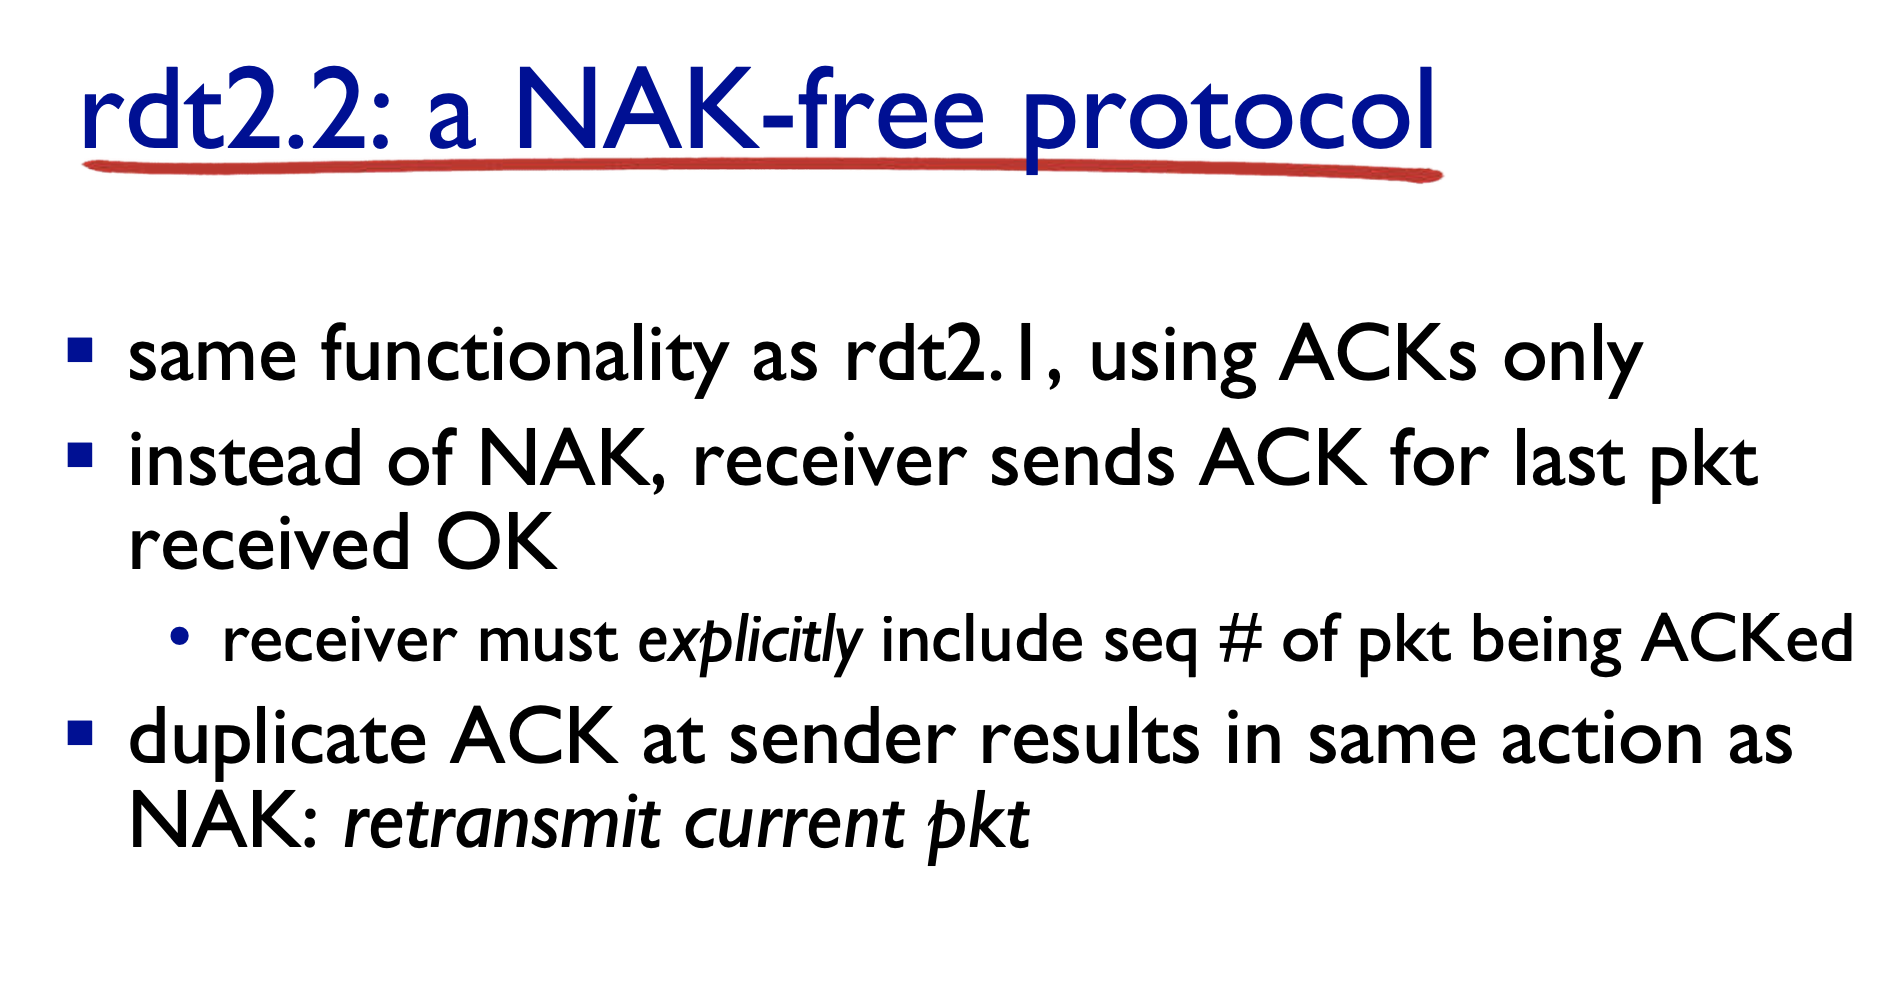 rdt2.2: a NAK-free protocol
▪ same functionality as rdt2.1, using ACKs only
▪ instead of NAK, receiver sends ACK for last pkt
received OK
• receiver must explicitly include seq # of pkt being ACKed
▪ duplicate ACK at sender results in same action as
NAK: retransmit current pkt